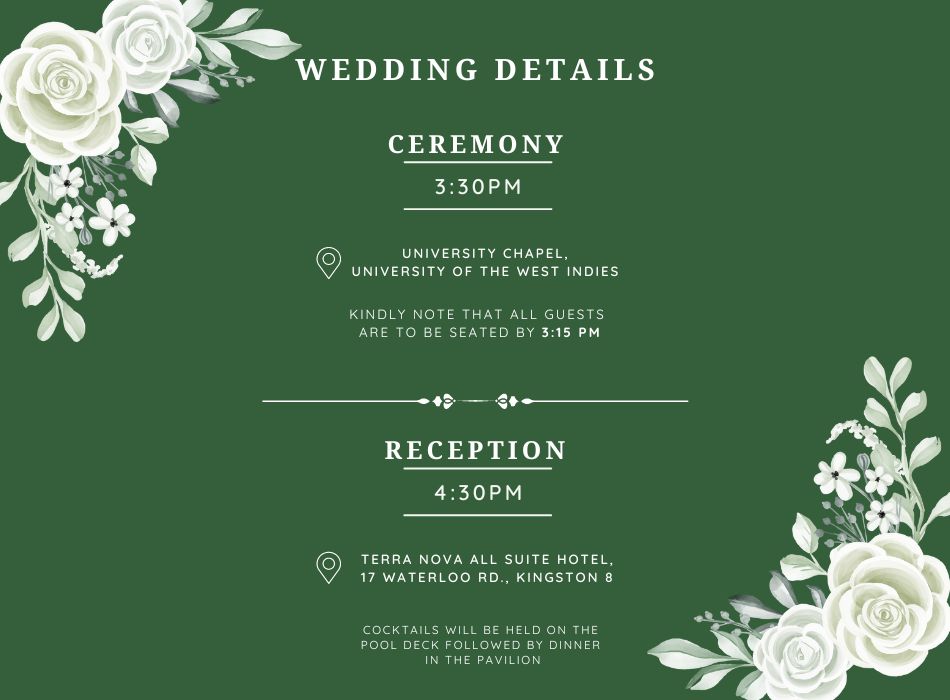 WEDDING DETAILS
CEREMONY
3:30PM
UNIVERSITY CHAPEL,
UNIVERSITY OF THE WEST INDIES
KINDLY NOTE THAT ALL GUESTS
ARE TO BE SEATED BY 3:15 PM
RECEPTION
4:30PM
TERRA NOVA ALL SUITE HOTEL,
17 WATERLOO RD., KINGSTON 8
COCKTAILS WILL BE HELD ON THE
POOL DECK FOLLOWED BY DINNER
IN THE PAVILION